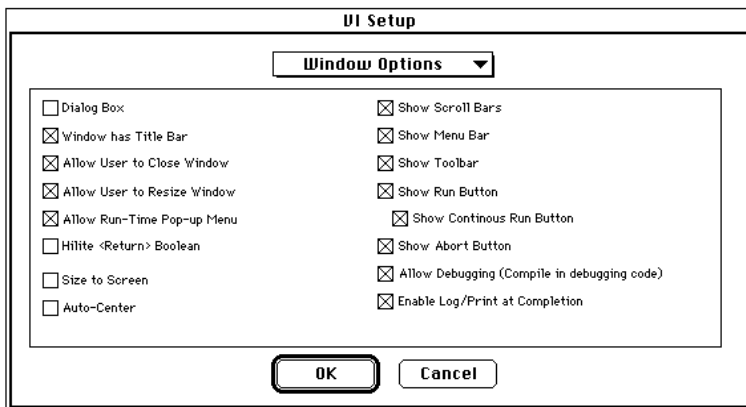 VI Setup
Window Options
Dialog Box
Window has Title Bar
Allow User to Close Window
Allow User to Resize Window
Allow Run-Time Pop-up Menu
Hilite <Return> Boolean
Size to Screen
Auto-Center
Show Scroll Bars
Show Menu Bar
Show Toolbar
Show Run Button
Show Continous Run Button
Show Abort Button
Allow Debugging (Compile in debugging code)
Enable Log/Print at Completion
OK
Cancel